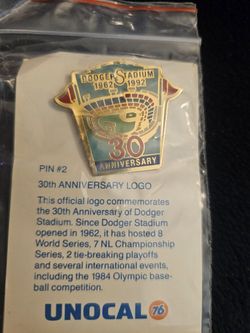 DODGER STADIUM
1962 1992
30
ANNIVERSARY
PIN #2
30th ANNIVERSARY LOGO
This official logo commemorates
the 30th Anniversary of Dodger
Stadium. Since Dodger Stadium
opened in 1962, it has hosted 8
World Series, 7 NL Championship
Series, 2 tie-breaking playoffs
and several international events,
including the 1984 Olympic base-
ball competition.
UNOCAL 76